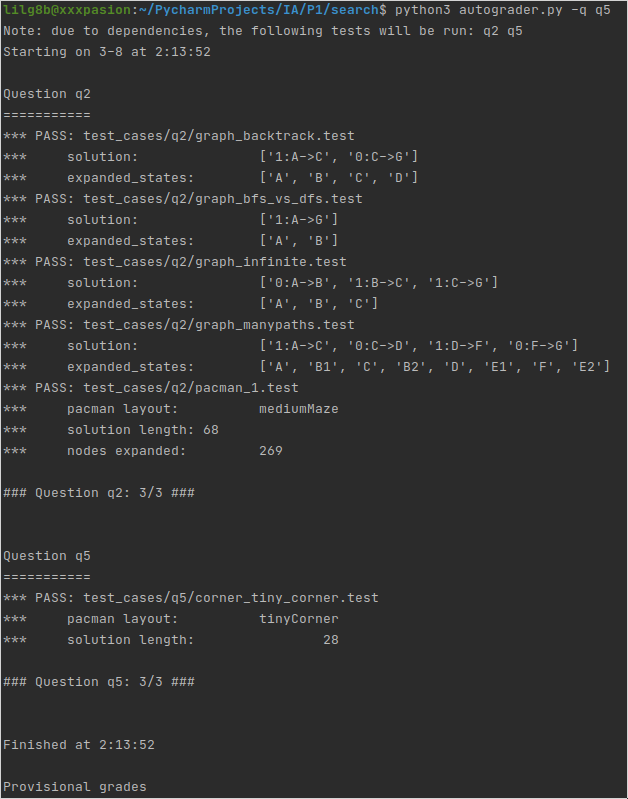 lilg8b@xxxpasion:~/PycharmProjects/IA/P1/search$ python3 autograder.py -q q5
Note: due to dependencies, the following tests will be run: q2 q5
Starting on 3-8 at 2:13:52
Question q2
===========
*** PASS: test_cases/q2/graph_backtrack.test
***     solution:               ['1:A->C', '0:C->G']
***     expanded_states:        ['A', 'B', 'C', 'D']
*** PASS: test_cases/q2/graph_bfs_vs_dfs.test
***     solution:               ['1:A->G']
***     expanded_states:        ['A', 'B']
*** PASS: test_cases/q2/graph_infinite.test
***     solution:               ['0:A->B', '1:B->C', '1:C->G']
***     expanded_states:        ['A', 'B', 'C']
*** PASS: test_cases/q2/graph_manypaths.test
***     solution:               ['1:A->C', '0:C->D', '1:D->F', '0:F->G']
***     expanded_states:        ['A', 'B1', 'C', 'B2', 'D', 'E1', 'F', 'E2']
*** PASS: test_cases/q2/pacman_1.test
***     pacman layout:          mediumMaze
***     solution length: 68
***     nodes expanded:         269
### Question q2: 3/3 ###
Question q5
===========
*** PASS: test_cases/q5/corner_tiny_corner.test
***     pacman layout:          tinyCorner
***     solution length:                28
### Question q5: 3/3 ###
Finished at 2:13:52
Provisional grades